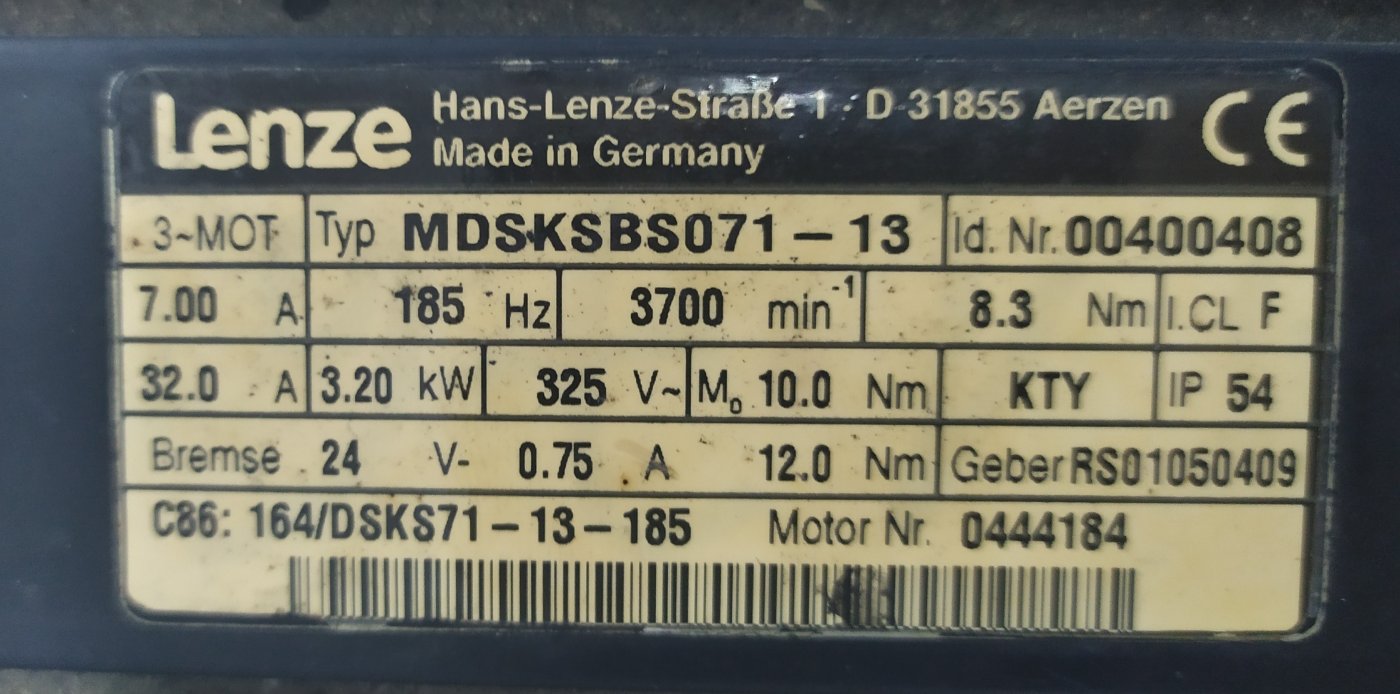 Lenze Hans-Lenze-Straße 1 · D-31855 Aerzen CE
Made in Germany
3~MOT Typ MDSKSBS071-13 Id. Nr. 00400408
7.00 A 185 Hz 3700 min⁻¹ 8.3 Nm I.CL F
32.0 A 3.20 kW 325 V~ M₀ 10.0 Nm KTY IP 54
Bremse 24 V- 0.75 A 12.0 Nm Geber RS01050409
C86: 164/DSKS71-13-185 Motor Nr. 0444184